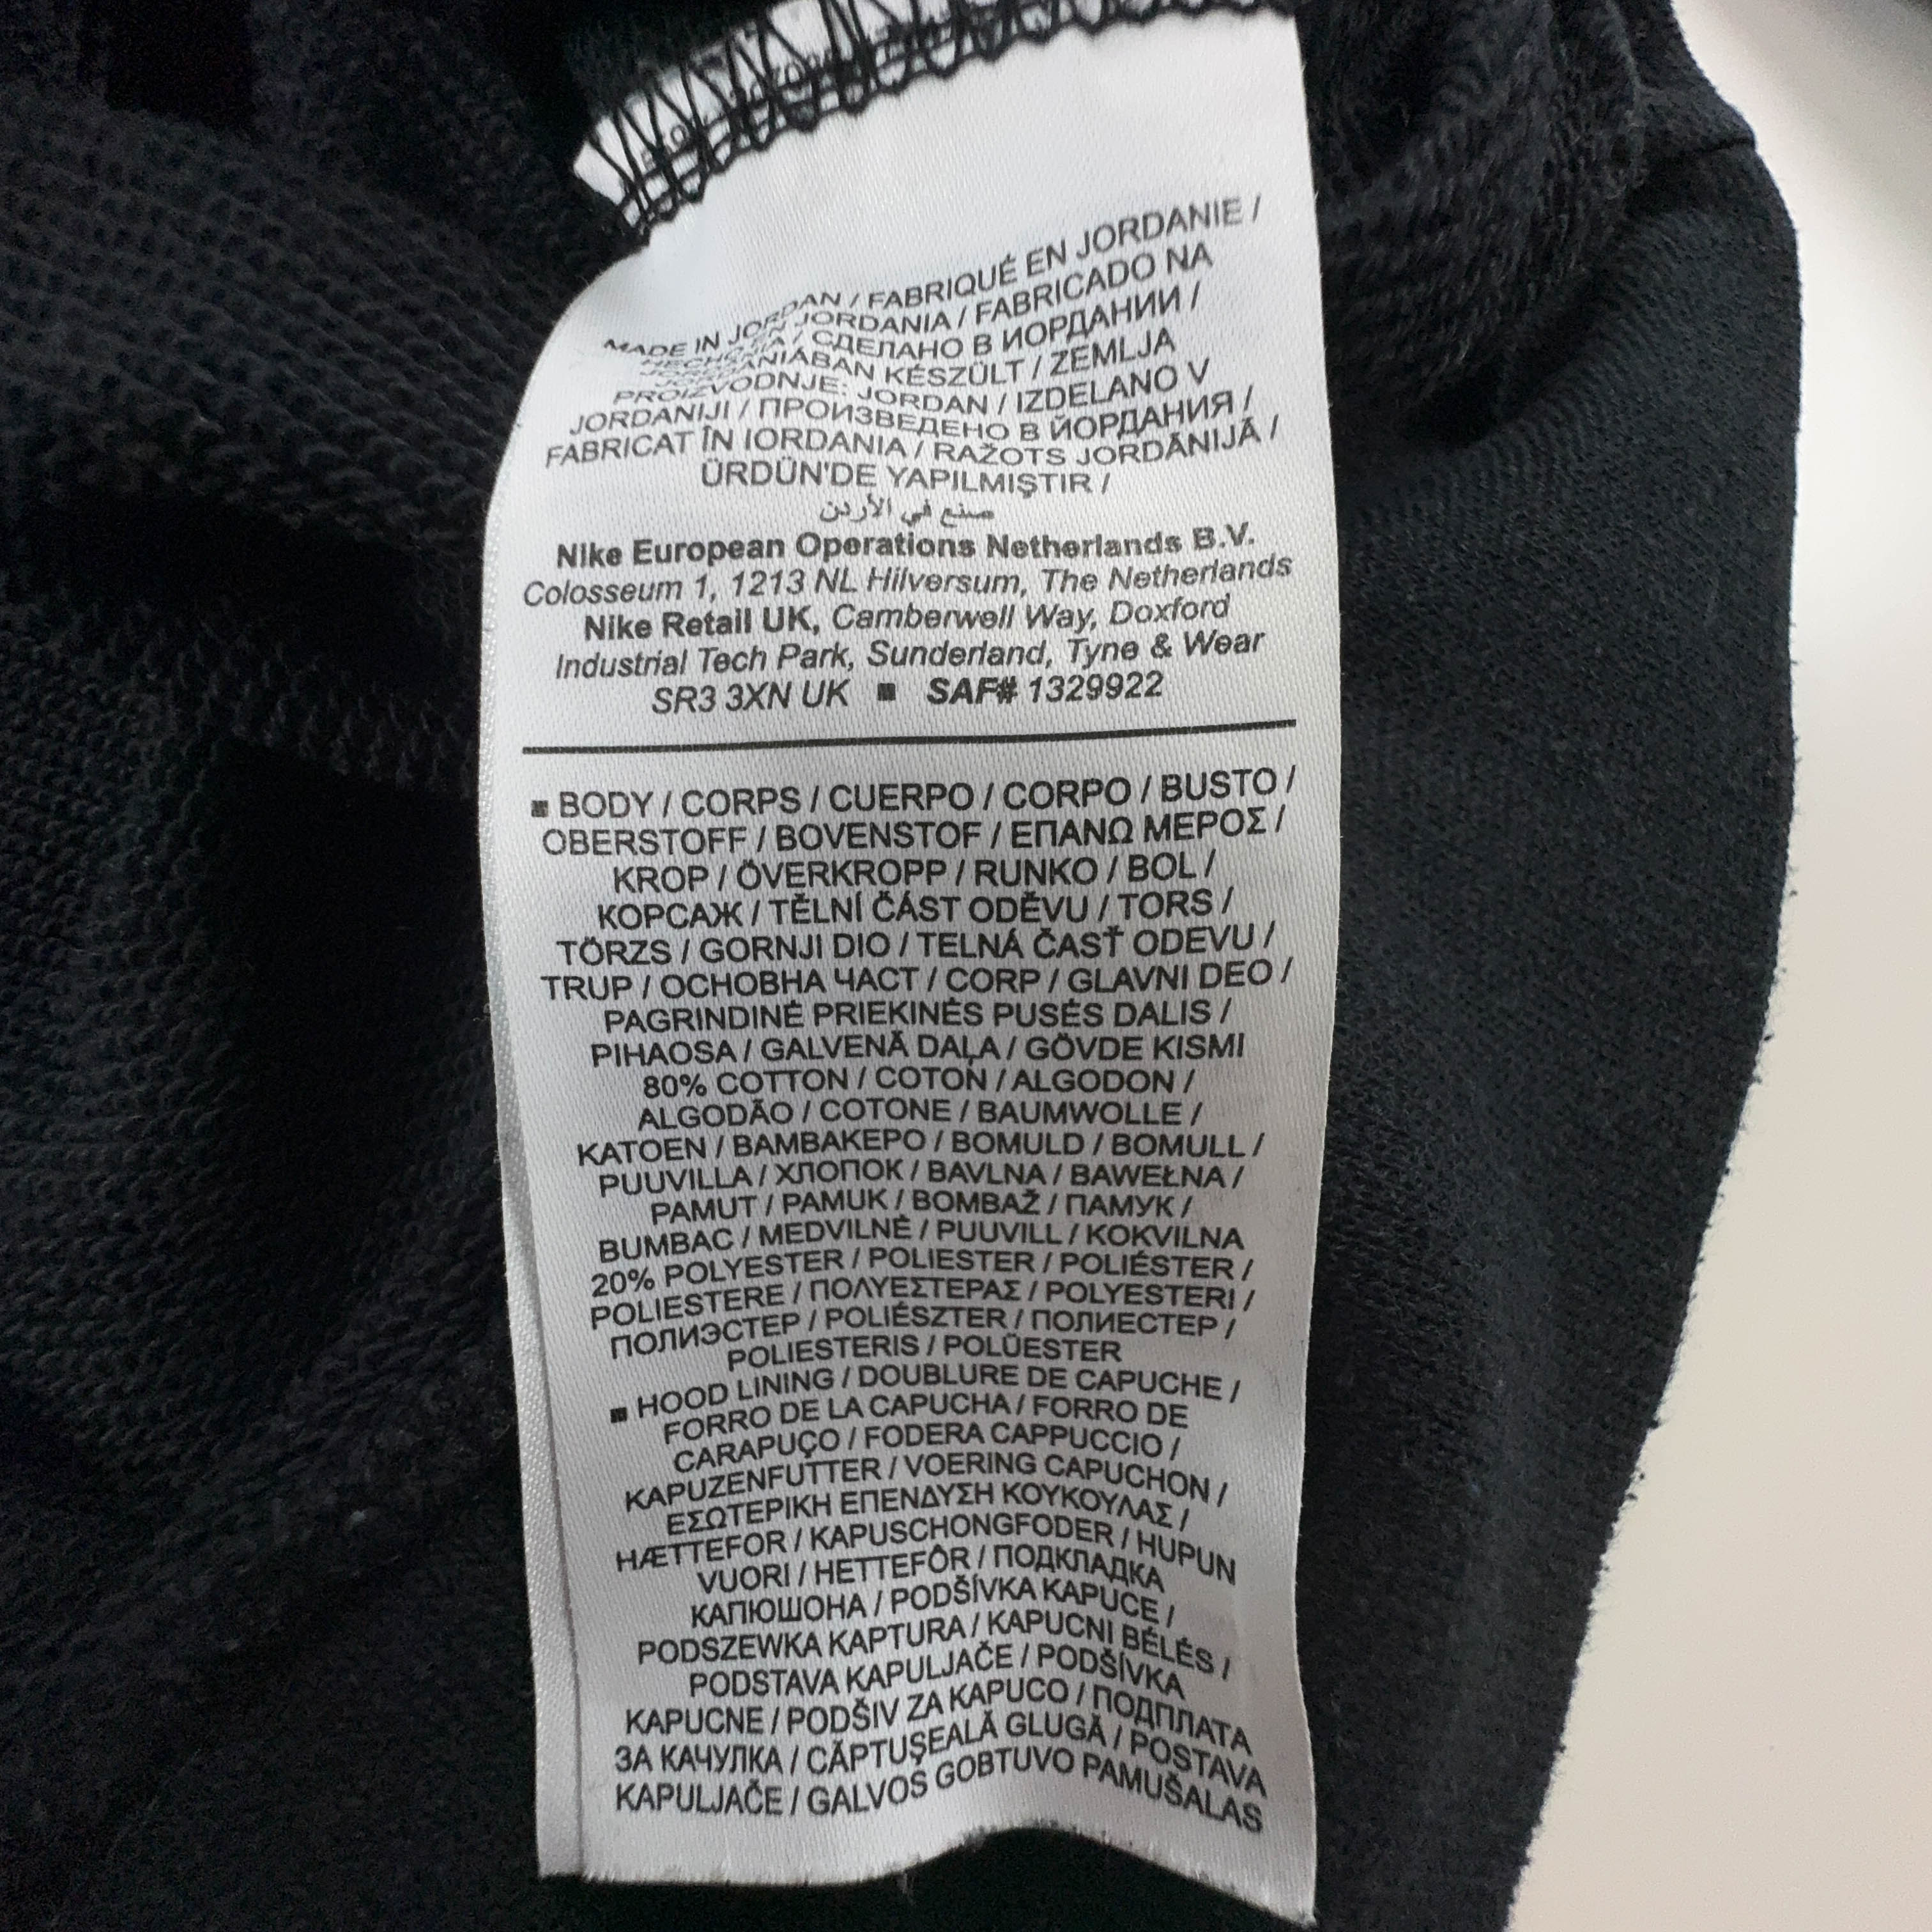 MADE IN JORDAN / FABRIQUÉ EN JORDANIE /
JORDANIA / FABRICADO NA
/ СДЕЛАНО В ИОРДАНИИ /
KÉSZÜLT / ZEMLJA
PROIZVODNJE: JORDAN / IZDELANO V
JORDANIJI / ПРОИЗВЕДЕНО В ЙОРДАНИЯ /
FABRICAT ÎN IORDANIA / RAŽOTS JORDĀNIJĀ /
ÜRDÜN'DE YAPILMIŞTIR /
صنع في الأردن
Nike European Operations Netherlands B.V.
Colosseum 1, 1213 NL Hilversum, The Netherlands
Nike Retail UK, Camberwell Way, Doxford
Industrial Tech Park, Sunderland, Tyne & Wear
SR3 3XN UK ■ SAF# 1329922
■ BODY / CORPS / CUERPO / CORPO / BUSTO /
OBERSTOFF / BOVENSTOF / ΕΠΑΝΩ ΜΕΡΟΣ /
KROP / ÖVERKROPP / RUNKO / BOL /
КОРСАЖ / TĚLNÍ ČÁST ODĚVU / TORS /
TÖRZS / GORNJI DIO / TELNÁ ČASŤ ODEVU /
TRUP / ОСНОВНА ЧАСТ / CORP / GLAVNI DEO /
PAGRINDINĖ PRIEKINĖS PUSĖS DALIS /
PIHAOSA / GALVENĀ DAĻA / GÖVDE KISMI
80% COTTON / COTON / ALGODON /
ALGODÃO / COTONE / BAUMWOLLE /
KATOEN / ΒΑΜΒΑΚΕΡΟ / BOMULD / BOMULL /
PUUVILLA / ХЛОПОК / BAVLNA / BAWEŁNA /
PAMUT / PAMUK / BOMBAŽ / ПАМУК /
BUMBAC / MEDVILNĖ / PUUVILL / KOKVILNA
20% POLYESTER / POLIESTER / POLIÉSTER /
POLIESTERE / ΠΟΛΥΕΣΤΕΡΑΣ / POLYESTERI /
ПОЛИЭСТЕР / POLIÉSZTER / ПОЛИЕСТЕР /
POLIESTERIS / POLÜESTER
■ HOOD LINING / DOUBLURE DE CAPUCHE /
FORRO DE LA CAPUCHA / FORRO DE
CARAPUÇO / FODERA CAPPUCCIO /
KAPUZENFUTTER / VOERING CAPUCHON /
ΕΣΩΤΕΡΙΚΗ ΕΠΕΝΔΥΣΗ ΚΟΥΚΟΥΛΑΣ /
HÆTTEFOR / KAPUSCHONGFODER / HUPUN
VUORI / HETTEFÔR / ПОДКЛАДКА
КАПЮШОНА / PODŠÍVKA KAPUCE /
PODSZEWKA KAPTURA / KAPUCNI BÉLÉS /
PODSTAVA KAPULJAČE / PODŠÍVKA
KAPUCNE / PODŠIV ZA KAPUCO / ПОДПЛАТА
ЗА КАЧУЛКА / CĂPTUŞEALĂ GLUGĂ / POSTAVA
KAPULJAČE / GALVOS GOBTUVO PAMUŠALAS